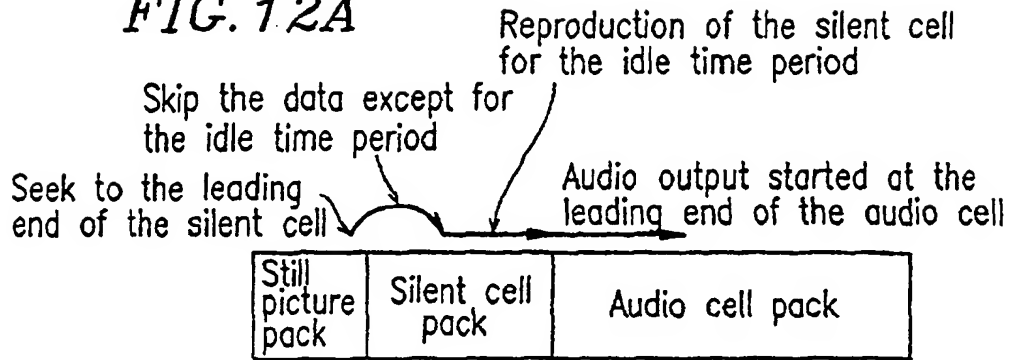 FIG. 12A
Reproduction of the silent cell
for the idle time period
Skip the data except for
the idle time period
Seek to the leading
end of the silent cell
Audio output started at the
leading end of the audio cell
Still
picture
pack
Silent cell
pack
Audio cell pack